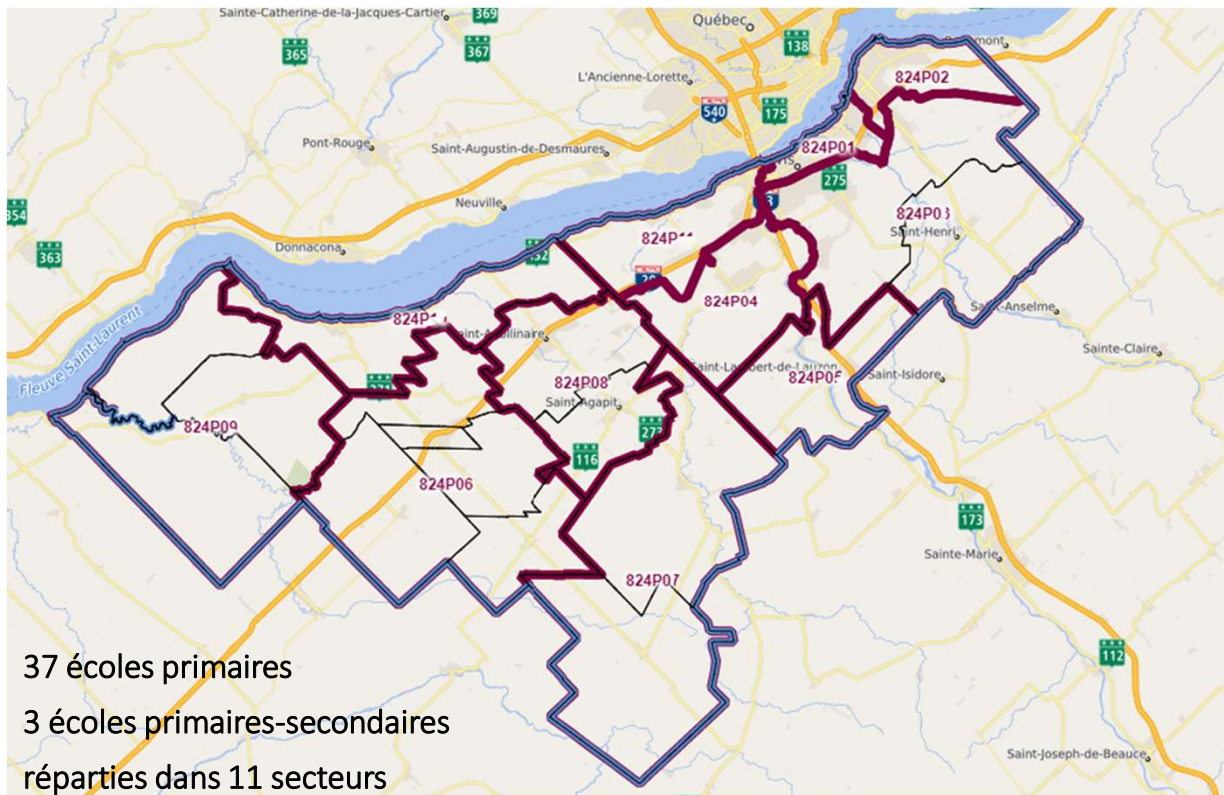 Sainte-Catherine-de-la-Jacques-Cartier
369
Québec
365
367
138
L'Ancienne-Lorette
824P02
540
175
Pont-Rouge
Saint-Augustin-de-Desmaures
824P01
275
Neuville
354
363
Donnacona
824P03
Saint-Henri
20
824P04
Saint-Anselme
Fleuve Saint-Laurent
Sainte-Claire
824P08
Saint-Lambert-de-Lauzon
824P05
Saint-Isidore
Saint-Agapit
824P09
116
824P06
173
Sainte-Marie
824P07
112
Saint-Joseph-de-Beauce
37 écoles primaires
3 écoles primaires-secondaires
réparties dans 11 secteurs